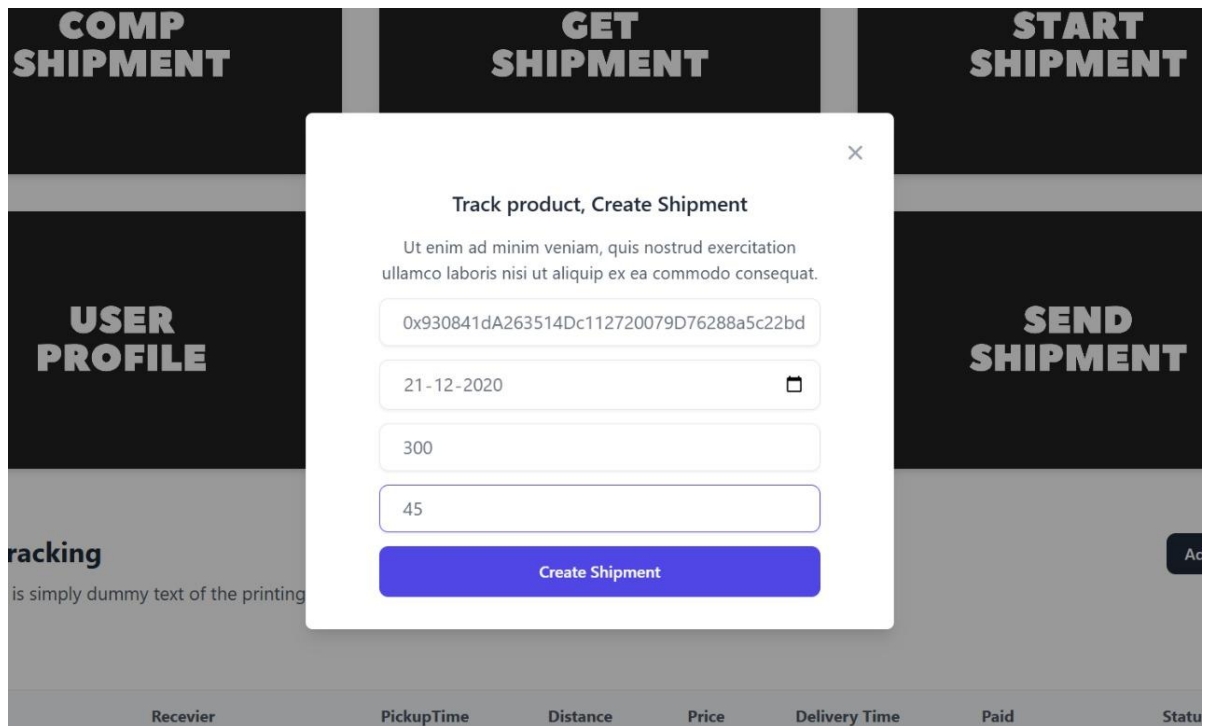 COMP
SHIPMENT
GET
SHIPMENT
START
SHIPMENT
Track product, Create Shipment
Ut enim ad minim veniam, quis nostrud exercitation
ullamco laboris nisi ut aliquip ex ea commodo consequat.
0x930841dA263514Dc112720079D76288a5c22bd
21-12-2020
300
45
Create Shipment
USER
PROFILE
SEND
SHIPMENT
racking
is simply dummy text of the printing
Ad
Recevier PickupTime Distance Price Delivery Time Paid Statu